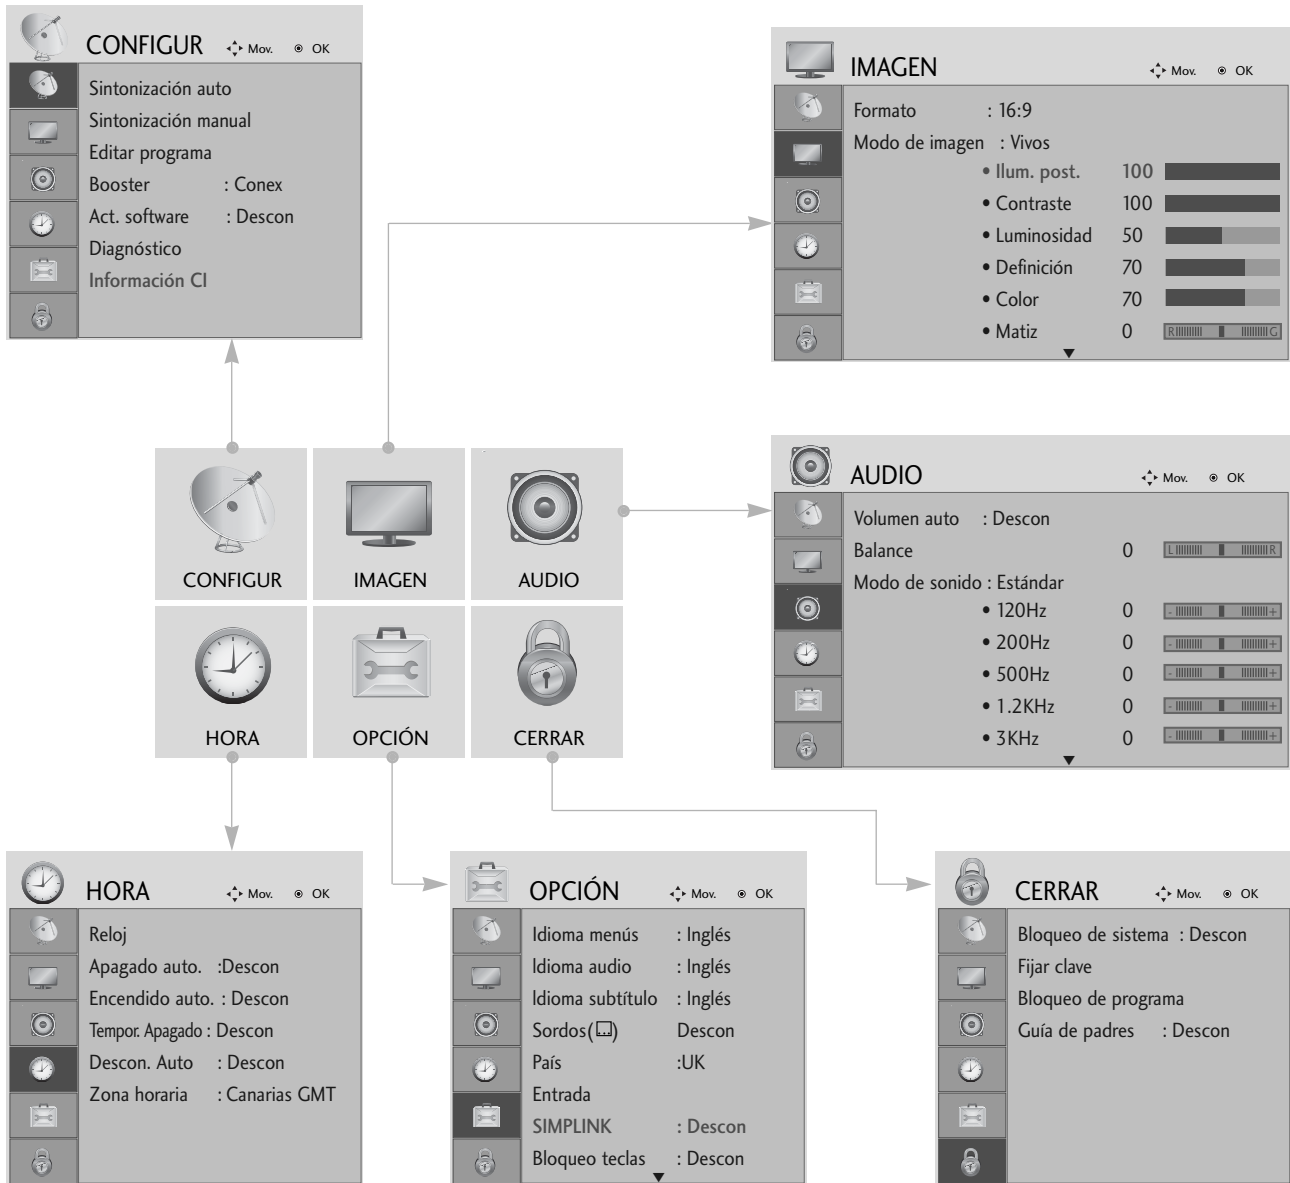 CONFIGUR Mov. OK
Sintonización auto
Sintonización manual
Editar programa
Booster : Conex
Act. software : Descon
Diagnóstico
Información CI
IMAGEN Mov. OK
Formato : 16:9
Modo de imagen : Vivos
• Ilum. post. 100
• Contraste 100
• Luminosidad 50
• Definición 70
• Color 70
• Matiz 0 R G
CONFIGUR
IMAGEN
AUDIO
HORA
OPCIÓN
CERRAR
AUDIO Mov. OK
Volumen auto : Descon
Balance 0 L R
Modo de sonido : Estándar
• 120Hz 0 - +
• 200Hz 0 - +
• 500Hz 0 - +
• 1.2KHz 0 - +
• 3KHz 0 - +
HORA Mov. OK
Reloj
Apagado auto. :Descon
Encendido auto. : Descon
Tempor. Apagado : Descon
Descon. Auto : Descon
Zona horaria : Canarias GMT
OPCIÓN Mov. OK
Idioma menús : Inglés
Idioma audio : Inglés
Idioma subtítulo : Inglés
Sordos( ) Descon
País :UK
Entrada
SIMPLINK : Descon
Bloqueo teclas : Descon
CERRAR Mov. OK
Bloqueo de sistema : Descon
Fijar clave
Bloqueo de programa
Guía de padres : Descon